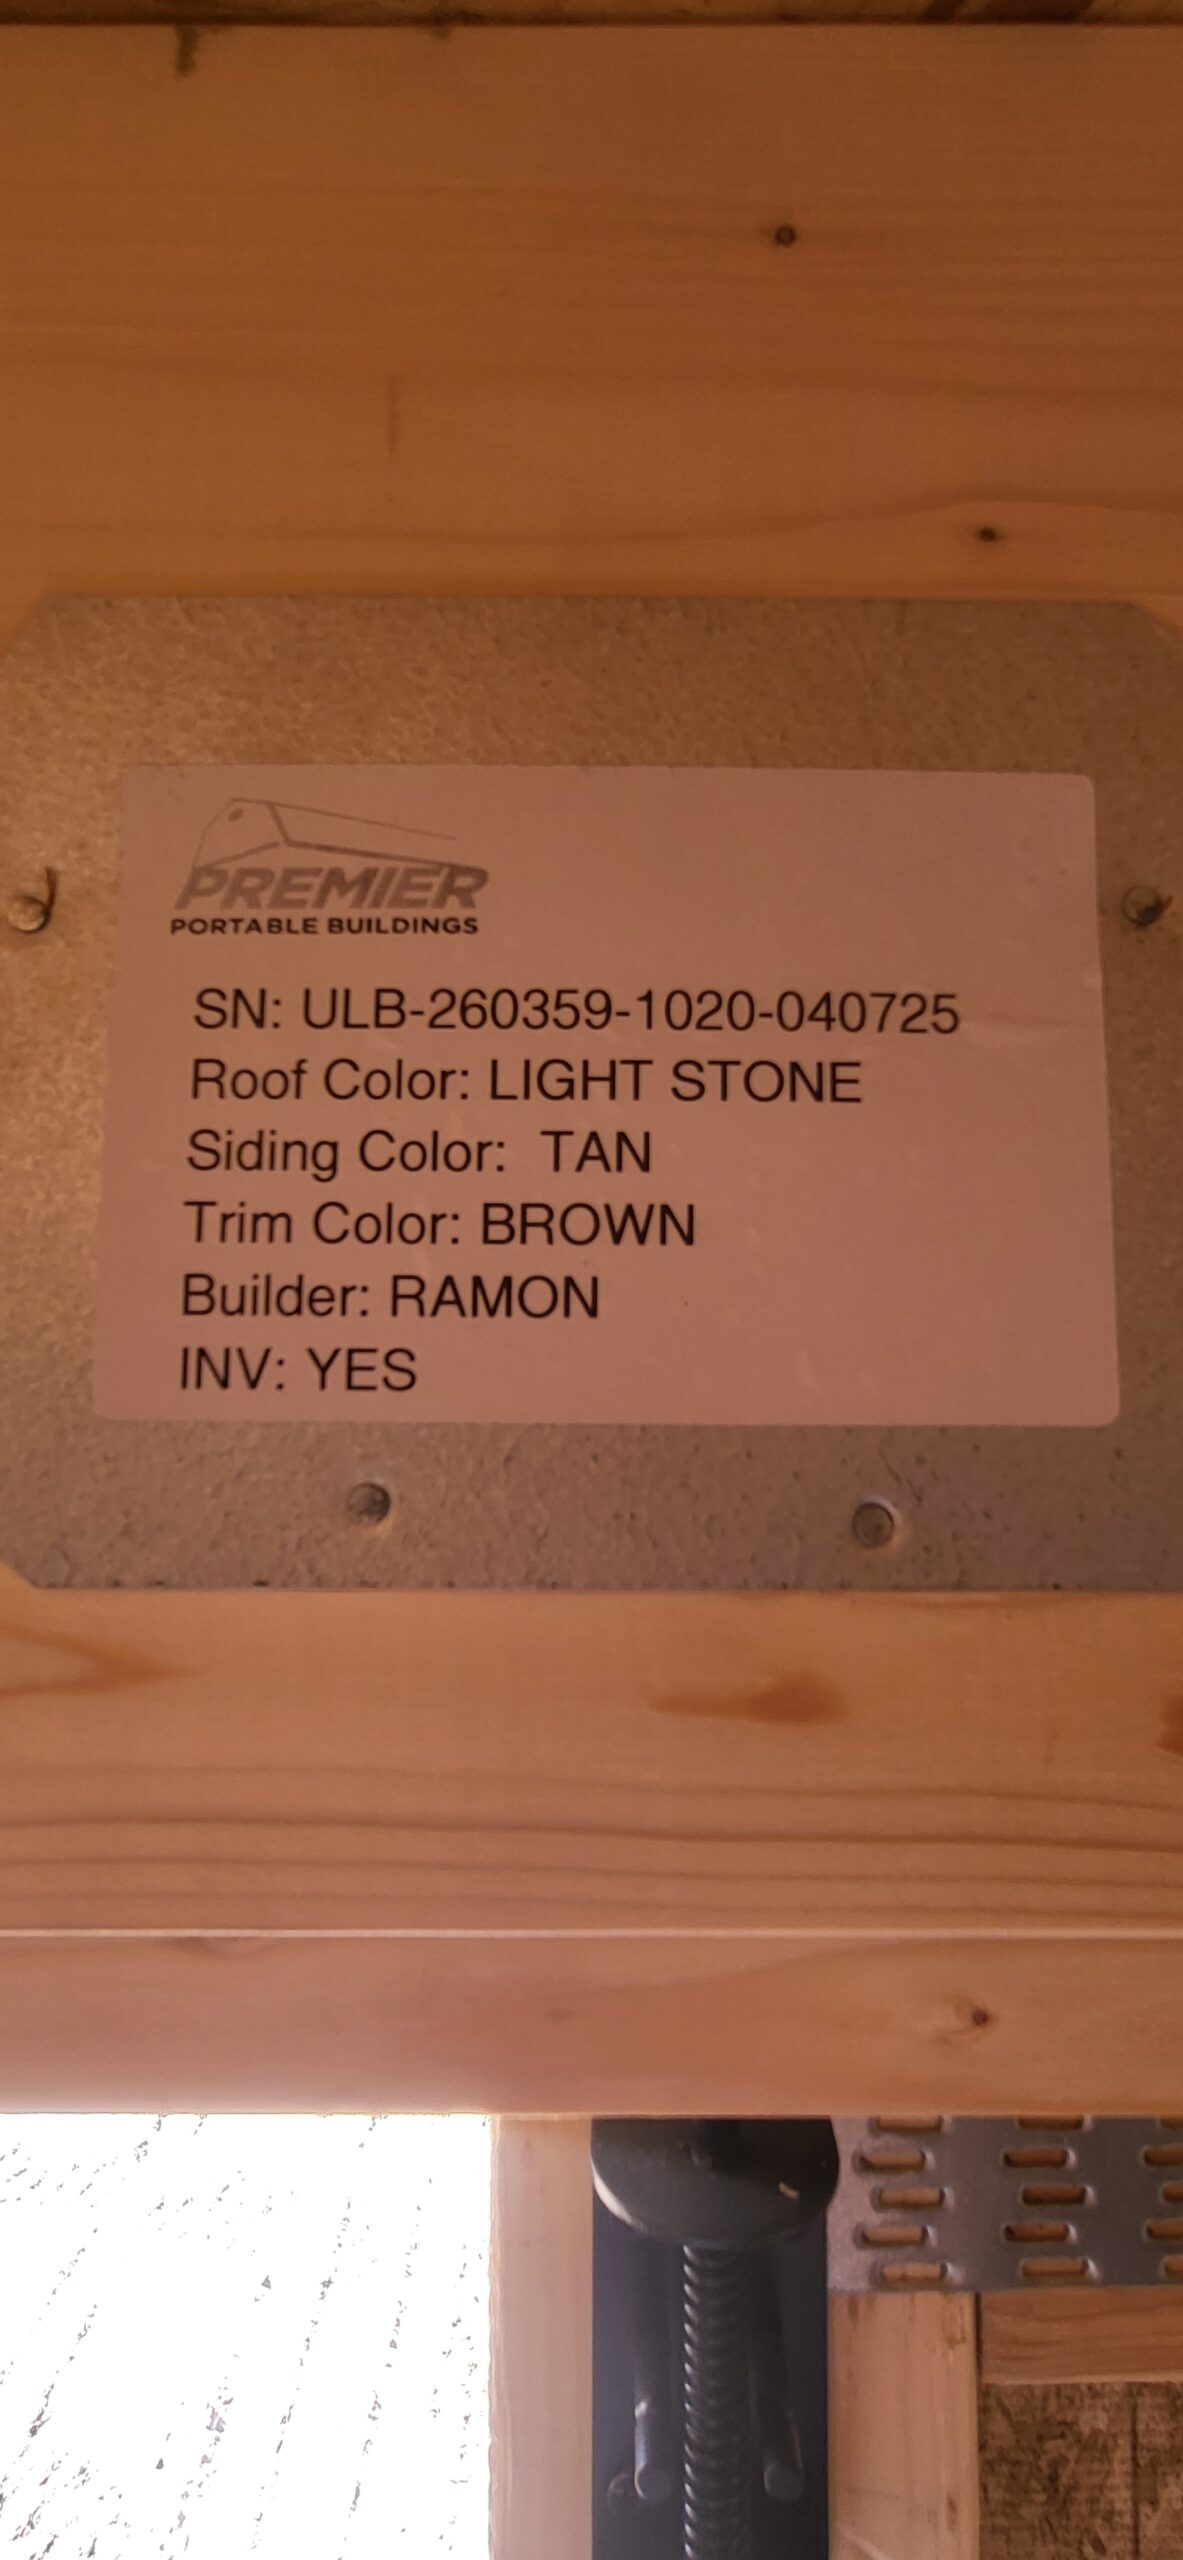 PREMIER
PORTABLE BUILDINGS
SN: ULB-260359-1020-040725
Roof Color: LIGHT STONE
Siding Color: TAN
Trim Color: BROWN
Builder: RAMON
INV: YES